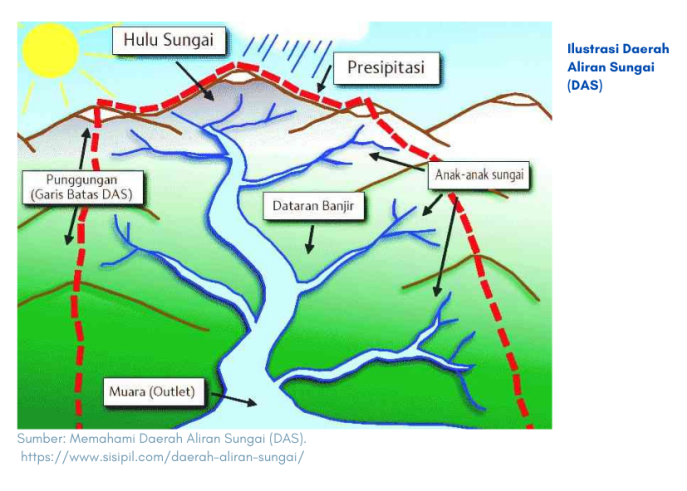 Hulu Sungai
Presipitasi
Ilustrasi Daerah
Aliran Sungai
(DAS)
Punggungan
(Garis Batas DAS)
Anak-anak sungai
Dataran Banjir
Muara (Outlet)
Sumber: Memahami Daerah Aliran Sungai (DAS).
https://www.sisipil.com/daerah-aliran-sungai/